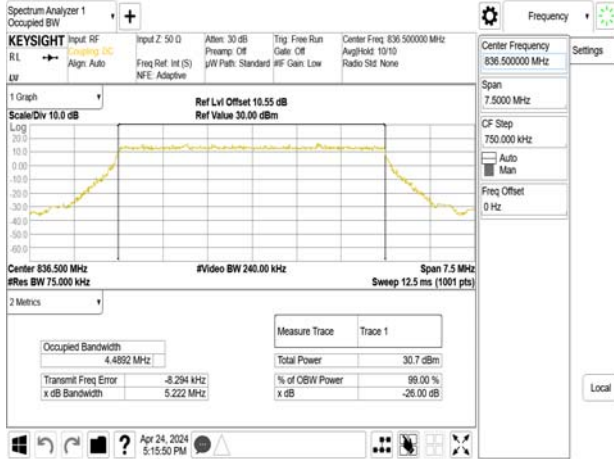 Spectrum Analyzer 1
Occupied BW
Frequency
KEYSIGHT
Input: RF
Coupling: DC
Align: Auto
Input Z: 50 Ω
Freq Ref: Int (S)
NFE: Adaptive
Atten: 30 dB
Preamp: Off
µW Path: Standard
Trig: Free Run
Gate: Off
#IF Gain: Low
Center Freq: 836.500000 MHz
Avg|Hold: 10/10
Radio Std: None
RL
LVI
Center Frequency
836.500000 MHz
Settings
Span
7.5000 MHz
CF Step
750.000 kHz
Auto
Man
Freq Offset
0 Hz
Local
1 Graph
Scale/Div 10.0 dB
Ref Lvl Offset 10.55 dB
Ref Value 30.00 dBm
Log
20.0
10.0
0.00
-10.0
-20.0
-30.0
-40.0
-50.0
-60.0
Center 836.500 MHz
#Res BW 75.000 kHz
#Video BW 240.00 kHz
Span 7.5 MHz
Sweep 12.5 ms (1001 pts)
2 Metrics
Measure Trace Trace 1
Occupied Bandwidth
4.4892 MHz
Total Power 30.7 dBm
Transmit Freq Error -8.294 kHz
% of OBW Power 99.00 %
x dB Bandwidth 5.222 MHz
x dB -26.00 dB
Apr 24, 2024
5:15:50 PM